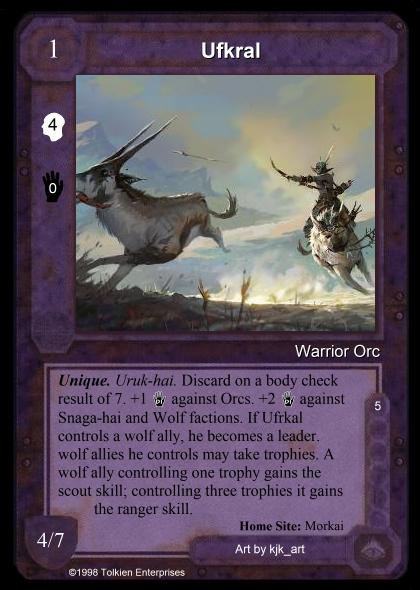 1
Ufkral
4
0
Warrior Orc
Unique. Uruk-hai. Discard on a body check
result of 7. +1 against Orcs. +2 against
Snaga-hai and Wolf factions. If Ufrkal
controls a wolf ally, he becomes a leader.
wolf allies he controls may take trophies. A
wolf ally controlling one trophy gains the
scout skill; controlling three trophies it gains
the ranger skill.
5
Home Site: Morkai
4/7
Art by kjk_art
©1998 Tolkien Enterprises